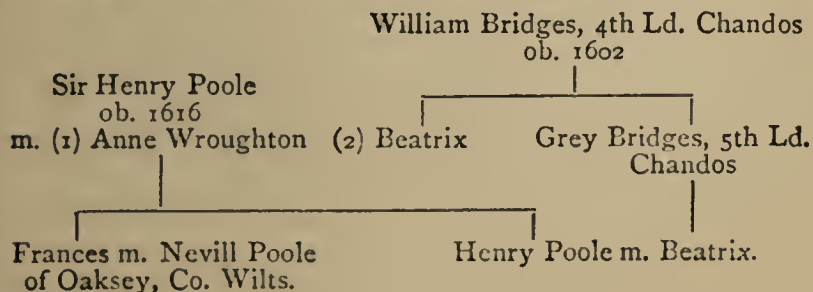 William Bridges, 4th Ld. Chandos
ob. 1602
Sir Henry Poole
ob. 1616
m. (1) Anne Wroughton (2) Beatrix Grey Bridges, 5th Ld.
Chandos
Frances m. Nevill Poole Henry Poole m. Beatrix.
of Oaksey, Co. Wilts.